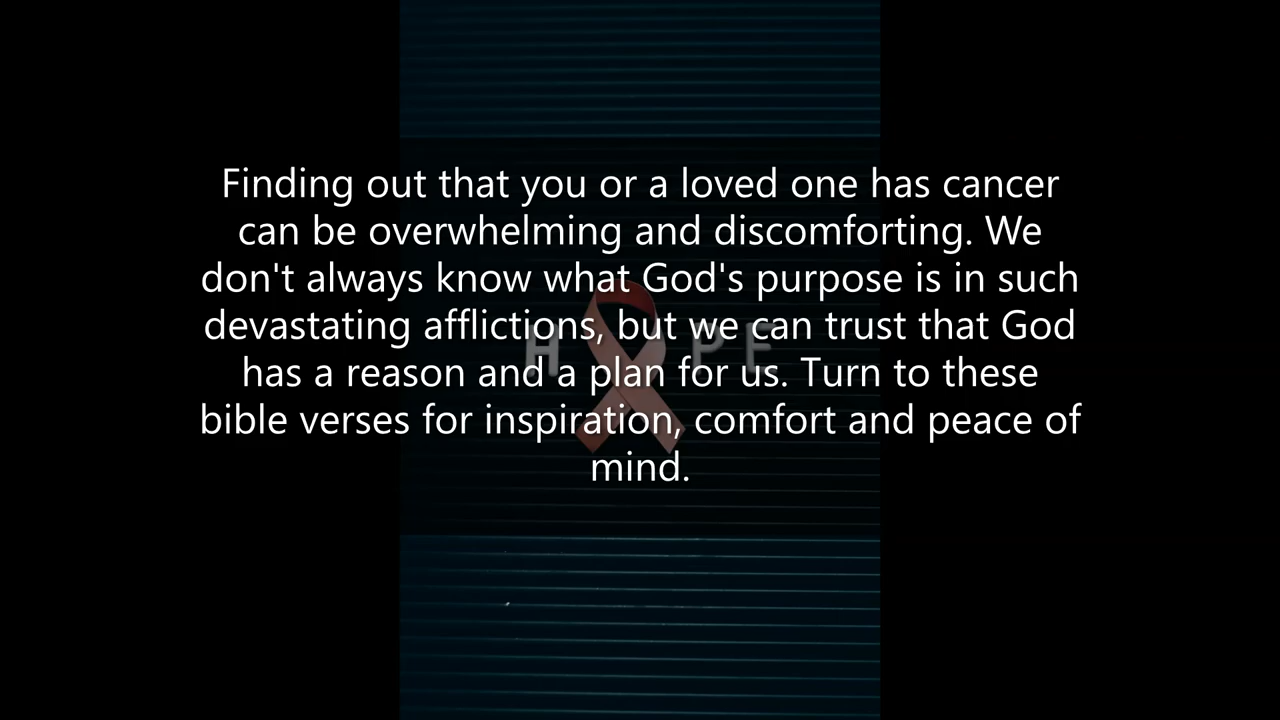 Finding out that you or a loved one has cancer
can be overwhelming and discomforting. We
don't always know what God's purpose is in such
devastating afflictions, but we can trust that God
has a reason and a plan for us. Turn to these
bible verses for inspiration, comfort and peace of
mind.
H PE